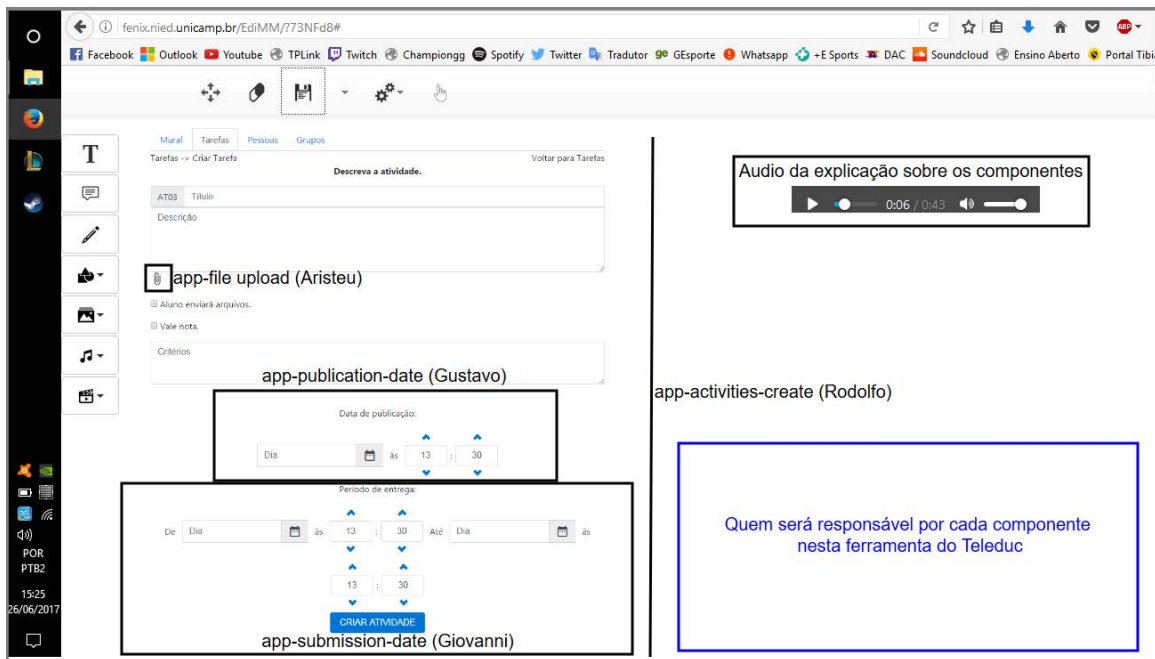 fenix.nied.unicamp.br/EdiMM/?73NFd8#
ABP
Facebook Outlook Youtube TPLink Twitch Championgg Spotify Twitter Tradutor ge GEsporte Whatsapp +E Sports DAC Soundcloud Ensino Aberto Portal Tibia
T
Mural Tarefas Pessoas Grupos
Tarefas -> Criar Tarefa Voltar para Tarefas
Descreva a atividade.
AT03 Título
Descrição
app-file upload (Aristeu)
Aluno enviará arquivos.
Vale nota.
Critérios
app-publication-date (Gustavo)
Data de publicação:
Dia às 13 : 30
Período de entrega:
De Dia às 13 : 30 Até Dia às
13 : 30
CRIAR ATIVIDADE
app-submission-date (Giovanni)
Audio da explicação sobre os componentes
0:06 / 0:43
app-activities-create (Rodolfo)
Quem será responsável por cada componente
nesta ferramenta do Teleduc
POR
PTB2
15:25
26/06/2017